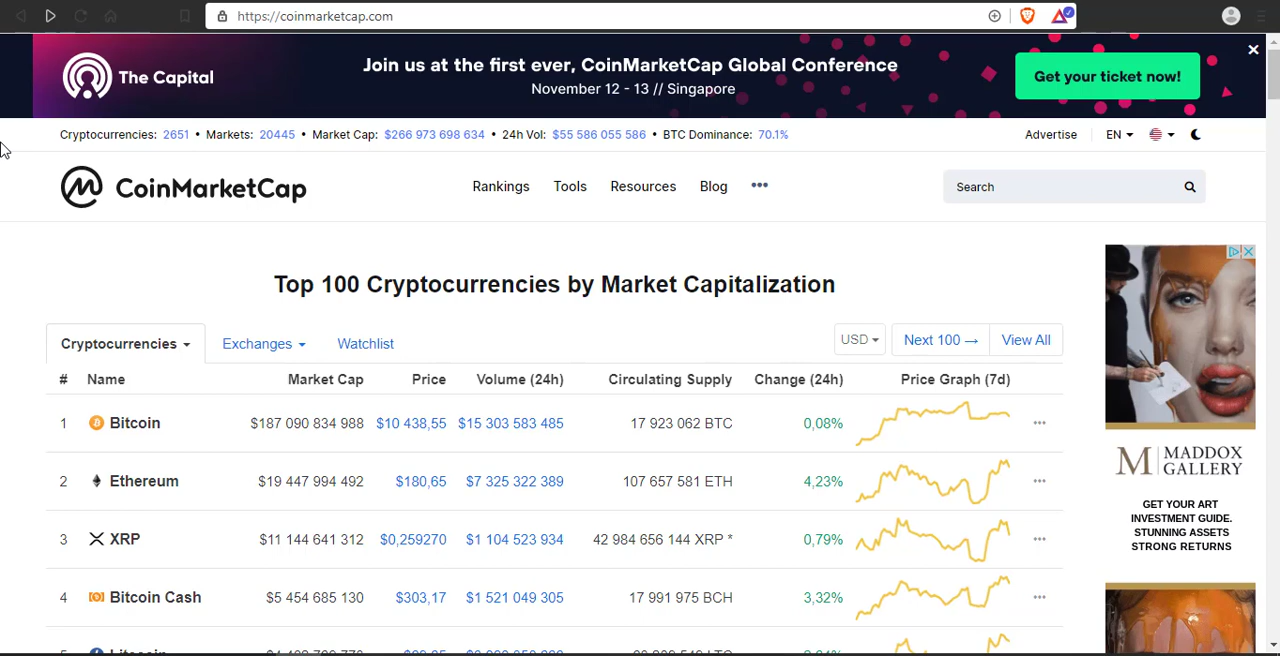 https://coinmarketcap.com
The Capital
Join us at the first ever, CoinMarketCap Global Conference
November 12 - 13 // Singapore
Get your ticket now!
Cryptocurrencies: 2651 • Markets: 20445 • Market Cap: $266 973 698 634 • 24h Vol: $55 586 055 586 • BTC Dominance: 70.1%
Advertise EN
CoinMarketCap
Rankings Tools Resources Blog •••
Search
Top 100 Cryptocurrencies by Market Capitalization
Cryptocurrencies Exchanges Watchlist
USD Next 100 → View All
# Name Market Cap Price Volume (24h) Circulating Supply Change (24h) Price Graph (7d)
1 Bitcoin $187 090 834 988 $10 438,55 $15 303 583 485 17 923 062 BTC 0,08%
2 Ethereum $19 447 994 492 $180,65 $7 325 322 389 107 657 581 ETH 4,23%
3 XRP $11 144 641 312 $0,259270 $1 104 523 934 42 984 656 144 XRP * 0,79%
4 Bitcoin Cash $5 454 685 130 $303,17 $1 521 049 305 17 991 975 BCH 3,32%
5 Litecoin
M | MADDOX
GALLERY
GET YOUR ART
INVESTMENT GUIDE.
STUNNING ASSETS
STRONG RETURNS